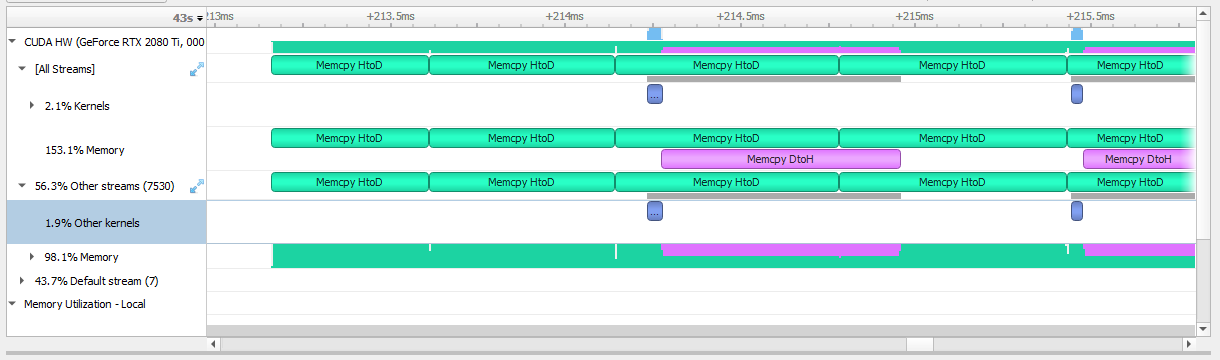 43s
213ms +213.5ms +214ms +214.5ms +215ms +215.5ms
CUDA HW (GeForce RTX 2080 Ti, 000
[All Streams] Memcpy HtoD Memcpy HtoD Memcpy HtoD Memcpy HtoD Memcpy HtoD
2.1% Kernels ...
Memcpy HtoD Memcpy HtoD Memcpy HtoD Memcpy HtoD Memcpy HtoD
153.1% Memory
Memcpy DtoH Memcpy DtoH
56.3% Other streams (7530) Memcpy HtoD Memcpy HtoD Memcpy HtoD Memcpy HtoD Memcpy HtoD
1.9% Other kernels ...
98.1% Memory
43.7% Default stream (7)
Memory Utilization - Local